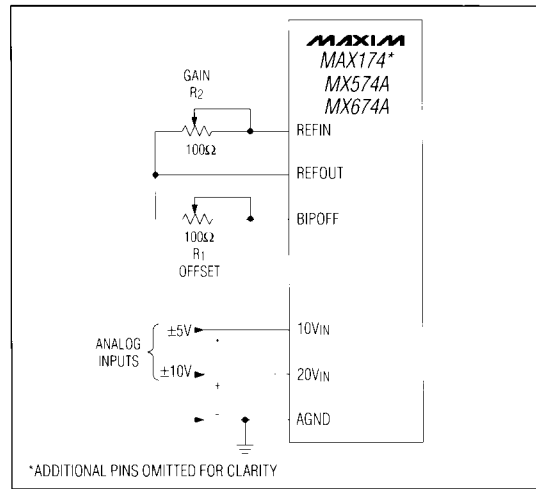 MAXIM
MAX174*
MX574A
MX674A
GAIN
R2
100Ω
REFIN
REFOUT
BIPOFF
100Ω
R1
OFFSET
ANALOG
INPUTS
±5V
10VIN
±10V
20VIN
+
-
AGND
*ADDITIONAL PINS OMITTED FOR CLARITY